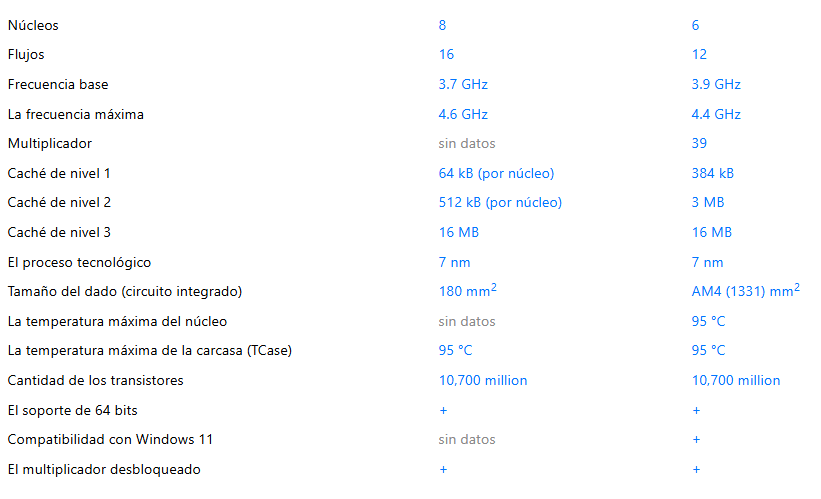 Núcleos 8 6
Flujos 16 12
Frecuencia base 3.7 GHz 3.9 GHz
La frecuencia máxima 4.6 GHz 4.4 GHz
Multiplicador sin datos 39
Caché de nivel 1 64 kB (por núcleo) 384 kB
Caché de nivel 2 512 kB (por núcleo) 3 MB
Caché de nivel 3 16 MB 16 MB
El proceso tecnológico 7 nm 7 nm
Tamaño del dado (circuito integrado) 180 mm² AM4 (1331) mm²
La temperatura máxima del núcleo sin datos 95 °C
La temperatura máxima de la carcasa (TCase) 95 °C 95 °C
Cantidad de los transistores 10,700 million 10,700 million
El soporte de 64 bits + +
Compatibilidad con Windows 11 sin datos +
El multiplicador desbloqueado + +